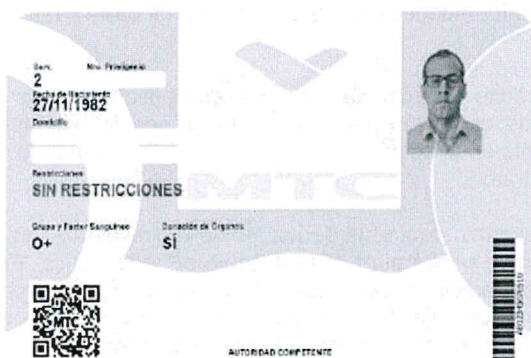 2
Fecha de Nacimiento
27/11/1982
Domicilio
Restricciones
SIN RESTRICCIONES
MTC
Grupo y Factor Sanguíneo Donación de Órganos
O+ SÍ
MTC
AUTORIDAD COMPETENTE